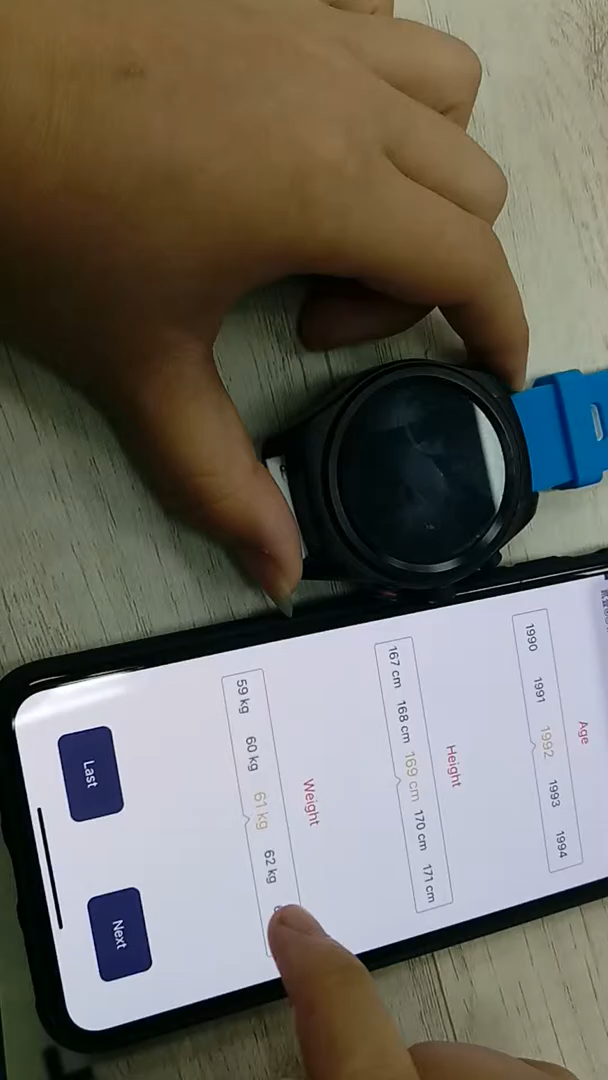 Age
1990 1991 1992 1993 1994
Height
167 cm 168 cm 169 cm 170 cm 171 cm
Weight
59 kg 60 kg 61 kg 62 kg
Last Next